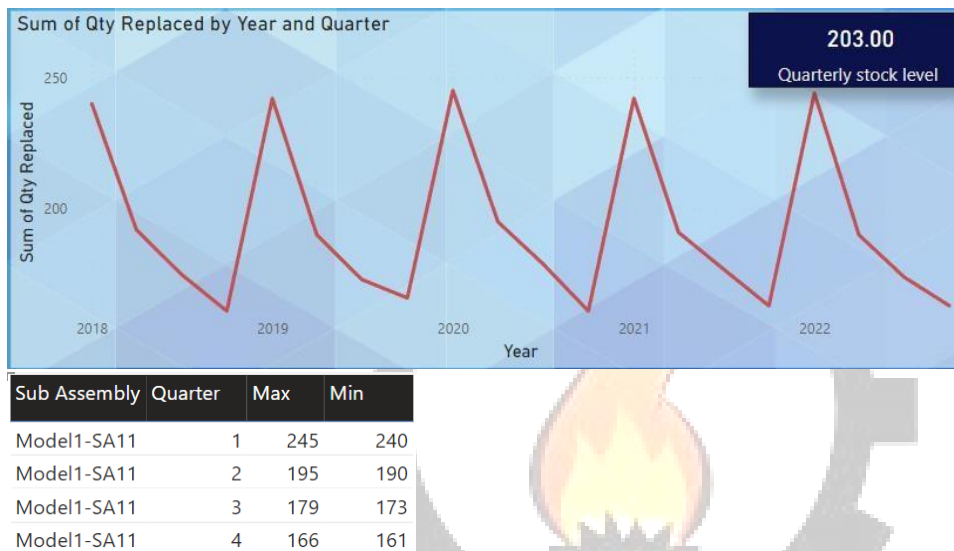 Sum of Qty Replaced by Year and Quarter
203.00
Quarterly stock level
250
200
Sum of Qty Replaced
2018 2019 2020 2021 2022
Year
Sub Assembly Quarter Max Min
Model1-SA11 1 245 240
Model1-SA11 2 195 190
Model1-SA11 3 179 173
Model1-SA11 4 166 161